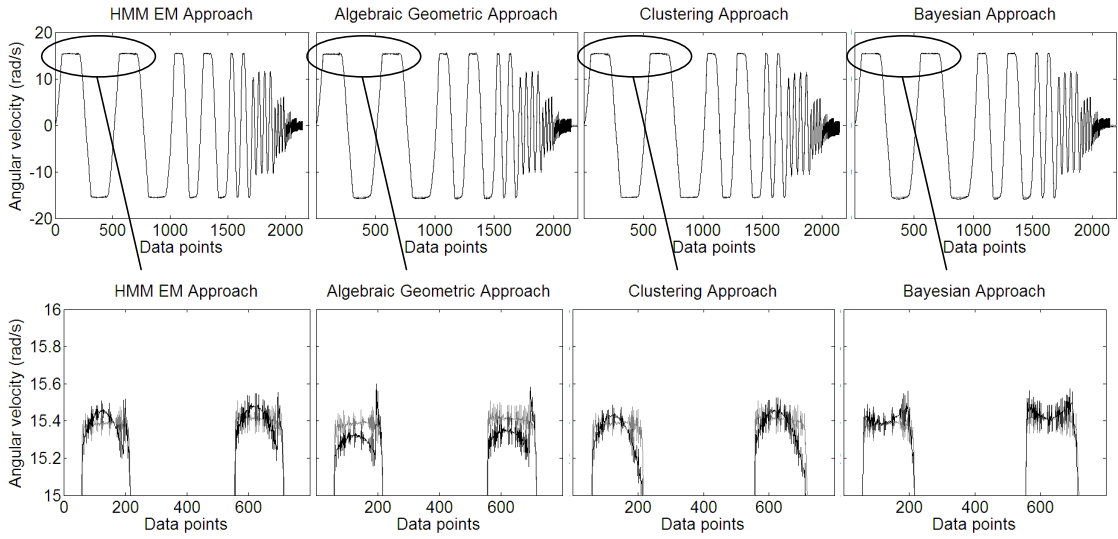 HMM EM Approach
Algebraic Geometric Approach
Clustering Approach
Bayesian Approach
Angular velocity (rad/s)
20
10
0
-10
-20
0 500 1000 1500 2000
500 1000 1500 2000
500 1000 1500 2000
500 1000 1500 2000
Data points
Data points
Data points
Data points
HMM EM Approach
Algebraic Geometric Approach
Clustering Approach
Bayesian Approach
Angular velocity (rad/s)
16
15.8
15.6
15.4
15.2
15
0 200 400 600
200 400 600
200 400 600
200 400 600
Data points
Data points
Data points
Data points